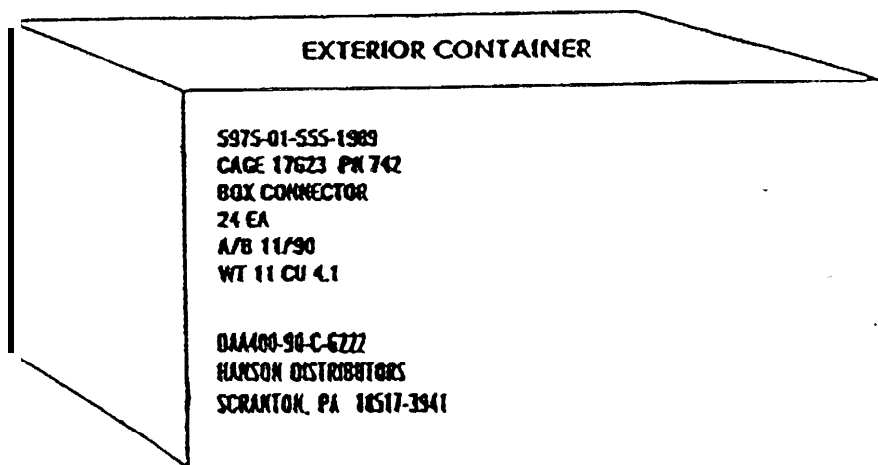 EXTERIOR CONTAINER
5975-01-555-1989
CAGE 17623 PN 742
BOX CONNECTOR
24 EA
A/B 11/90
WT 11 CU 4.1
DAA400-90-C-6222
HANSON DISTRIBUTORS
SCRANTON, PA 18517-3941